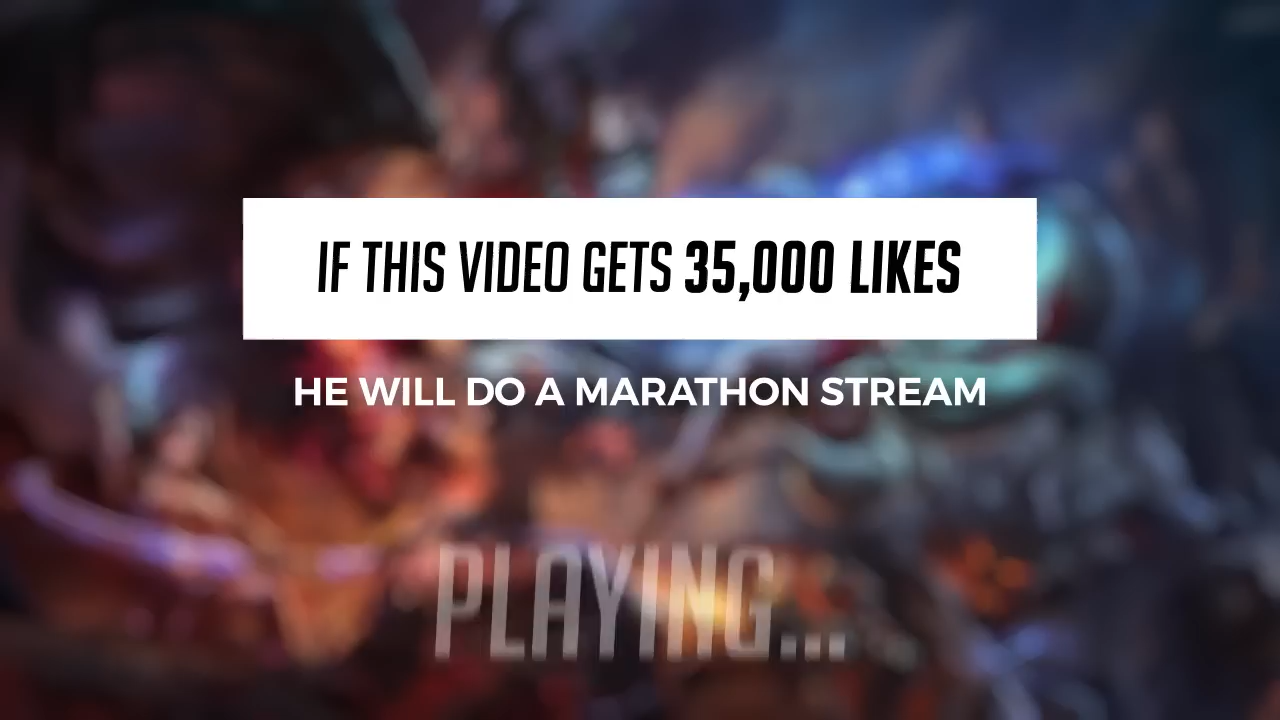 IF THIS VIDEO GETS 35,000 LIKES
HE WILL DO A MARATHON STREAM
PLAYING...